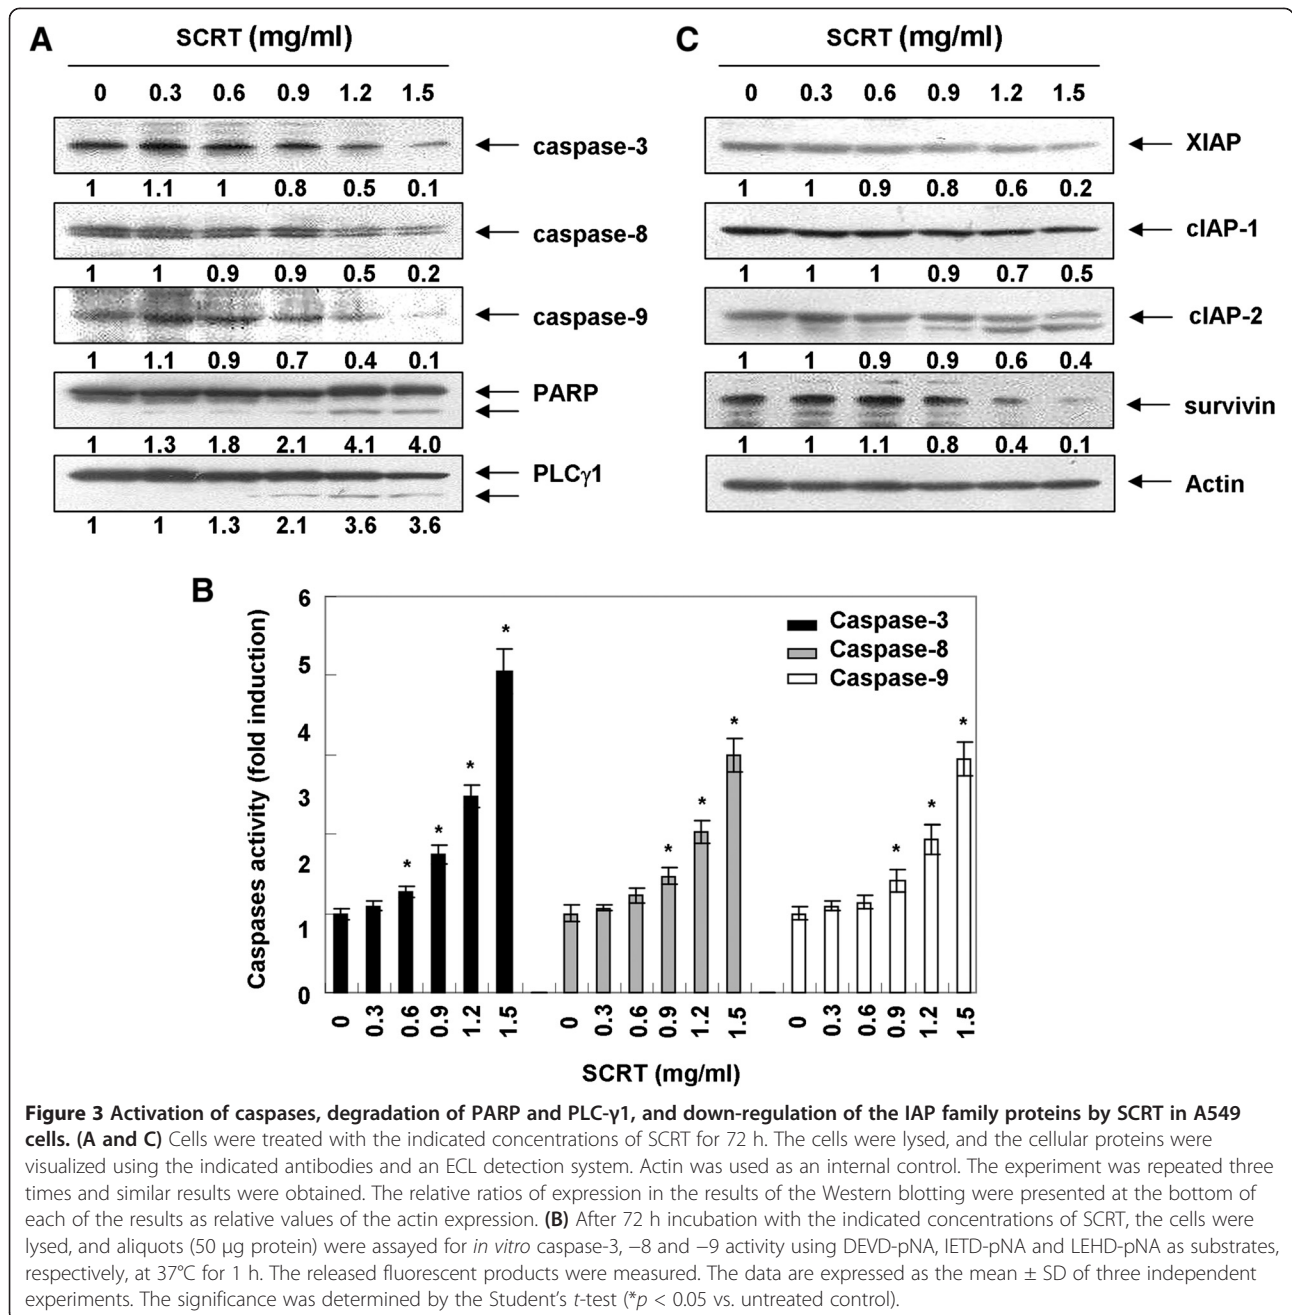 A
SCRT (mg/ml)
0 0.3 0.6 0.9 1.2 1.5
caspase-3
1 1.1 1 0.8 0.5 0.1
caspase-8
1 1 0.9 0.9 0.5 0.2
caspase-9
1 1.1 0.9 0.7 0.4 0.1
PARP
1 1.3 1.8 2.1 4.1 4.0
PLCγ1
1 1 1.3 2.1 3.6 3.6
C
SCRT (mg/ml)
0 0.3 0.6 0.9 1.2 1.5
XIAP
1 1 0.9 0.8 0.6 0.2
cIAP-1
1 1 1 0.9 0.7 0.5
cIAP-2
1 1 0.9 0.9 0.6 0.4
survivin
1 1 1.1 0.8 0.4 0.1
Actin
B
Caspases activity (fold induction)
6
5
4
3
2
1
0
* * * *
* * *
* * *
Caspase-3
Caspase-8
Caspase-9
0 0.3 0.6 0.9 1.2 1.5 0 0.3 0.6 0.9 1.2 1.5 0 0.3 0.6 0.9 1.2 1.5
SCRT (mg/ml)
Figure 3 Activation of caspases, degradation of PARP and PLC-γ1, and down-regulation of the IAP family proteins by SCRT in A549
cells. (A and C) Cells were treated with the indicated concentrations of SCRT for 72 h. The cells were lysed, and the cellular proteins were
visualized using the indicated antibodies and an ECL detection system. Actin was used as an internal control. The experiment was repeated three
times and similar results were obtained. The relative ratios of expression in the results of the Western blotting were presented at the bottom of
each of the results as relative values of the actin expression. (B) After 72 h incubation with the indicated concentrations of SCRT, the cells were
lysed, and aliquots (50 μg protein) were assayed for in vitro caspase-3, −8 and −9 activity using DEVD-pNA, IETD-pNA and LEHD-pNA as substrates,
respectively, at 37°C for 1 h. The released fluorescent products were measured. The data are expressed as the mean ± SD of three independent
experiments. The significance was determined by the Student's t-test (*p < 0.05 vs. untreated control).